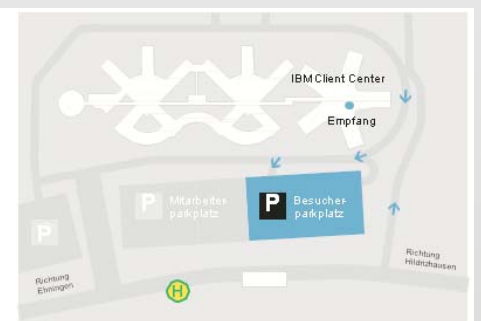 IBM Client Center
Empfang
P Mitarbeiter-
parkplatz
P Besucher-
parkplatz
P
Richtung
Ehningen
H
Richtung
Hildrizhausen